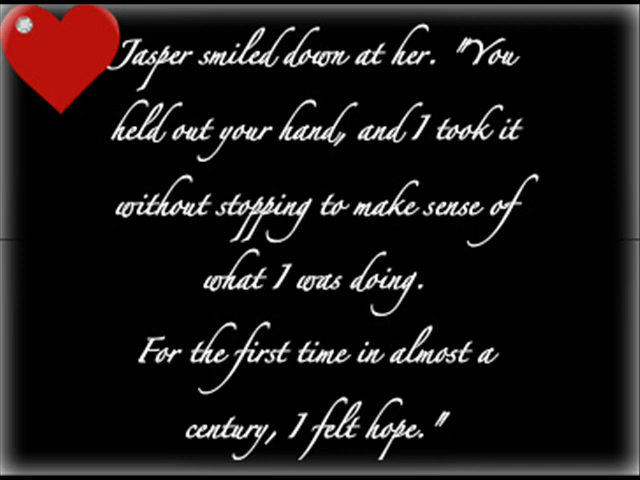 Jasper smiled down at her. "You
held out your hand, and I took it
without stopping to make sense of
what I was doing.
For the first time in almost a
century, I felt hope."